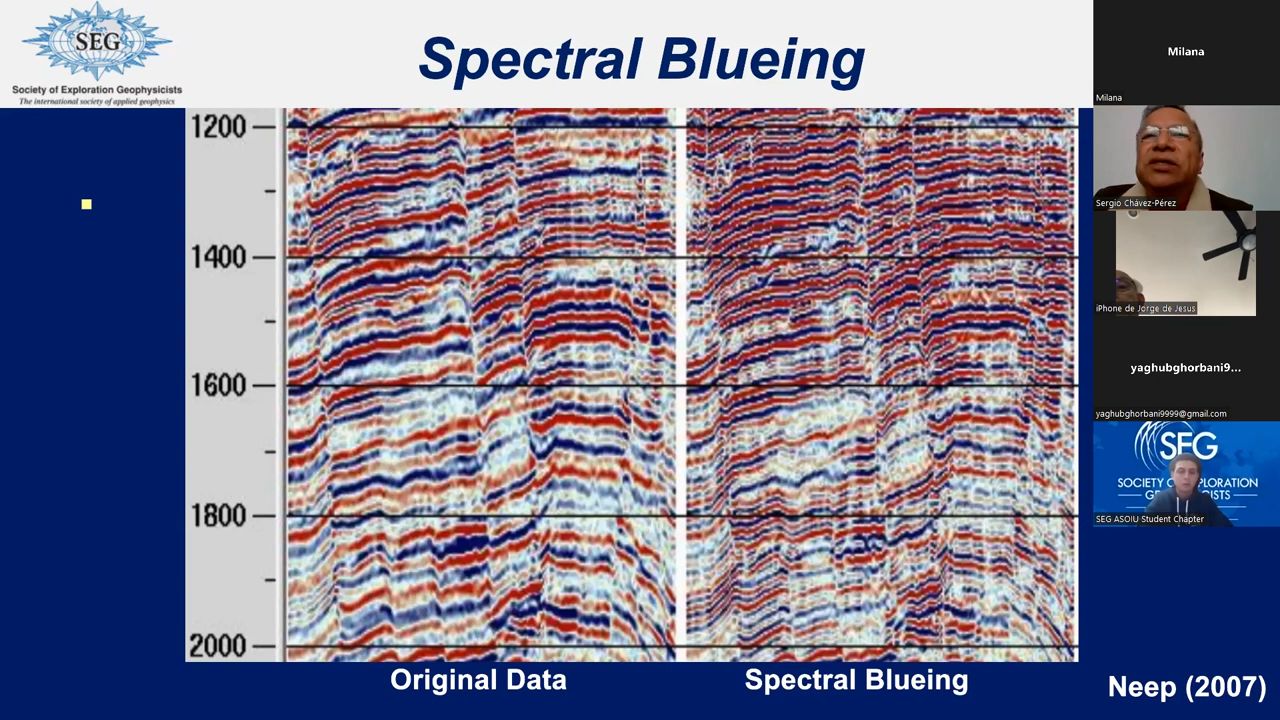 SEG
Society of Exploration Geophysicists
The international society of applied geophysics
Spectral Blueing
1200
1400
1600
1800
2000
Original Data
Spectral Blueing
Neep (2007)
Milana
Milana
Sergio Chávez-Pérez
iPhone de Jorge de Jesus
yaghubghorbani9...
yaghubghorbani9999@gmail.com
SEG
SOCIETY OF EXPLORATION
GEOPHYSICISTS
SEG ASOIU Student Chapter